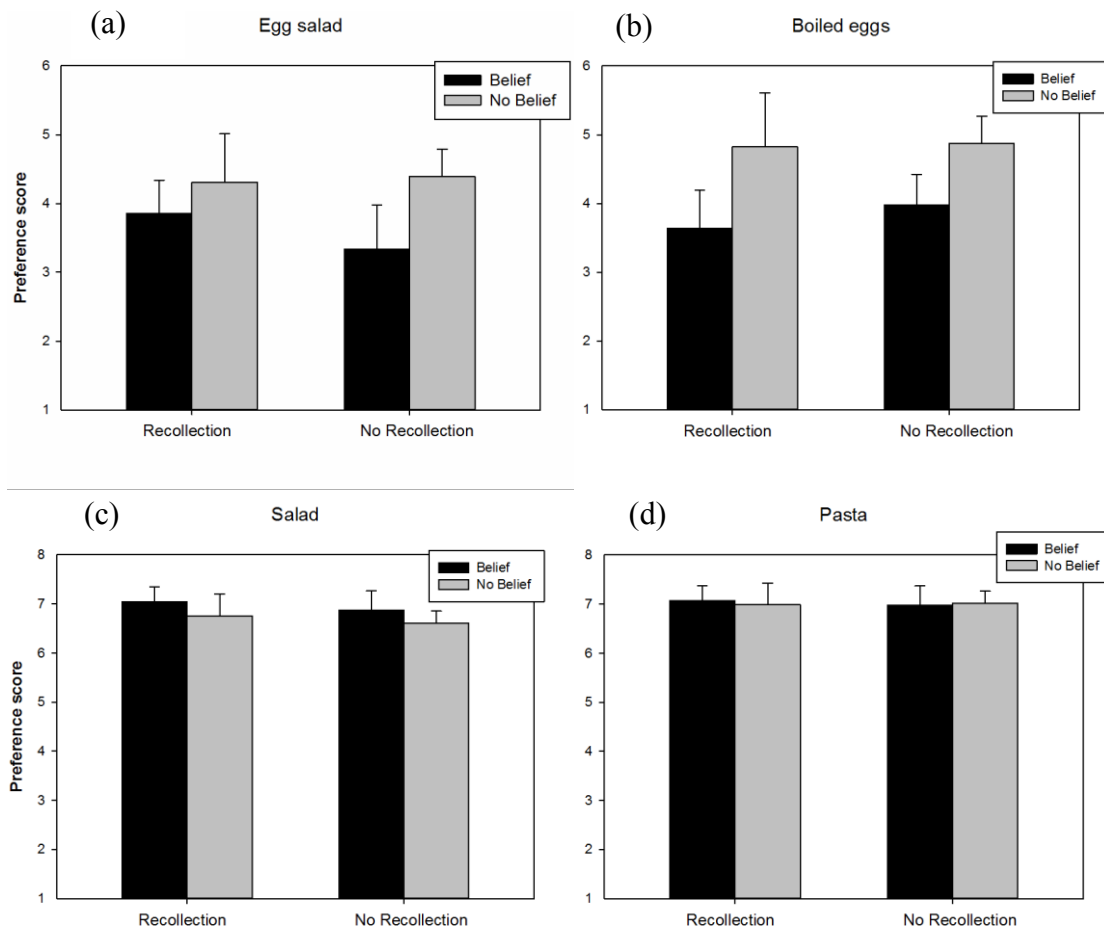 (a)
Egg salad
6
5
4
3
2
1
Preference score
Belief
No Belief
Recollection
No Recollection
(b)
Boiled eggs
6
5
4
3
2
1
Belief
No Belief
Recollection
No Recollection
(c)
Salad
8
7
6
5
4
3
2
1
Preference score
Belief
No Belief
Recollection
No Recollection
(d)
Pasta
8
7
6
5
4
3
2
1
Belief
No Belief
Recollection
No Recollection